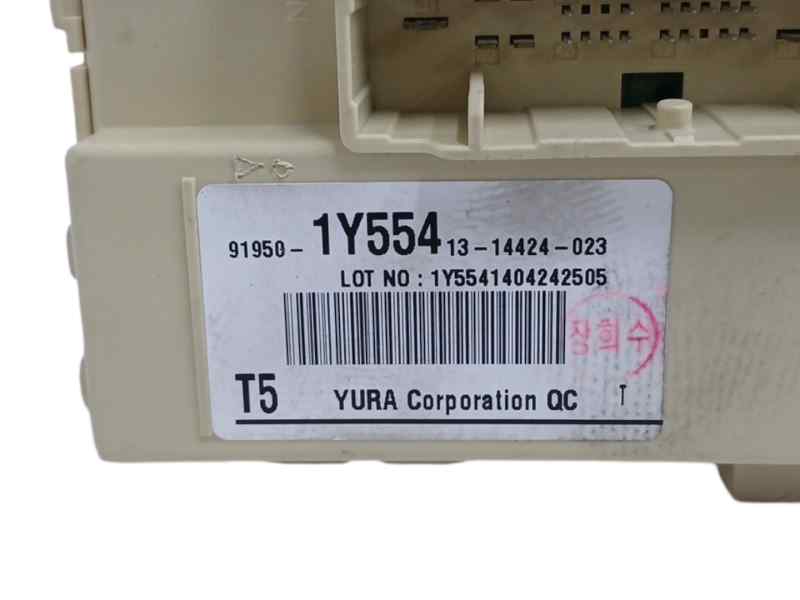 91950- 1Y554 13-14424-023
LOT NO : 1Y5541404242505
장희수
T5 YURA Corporation QC T